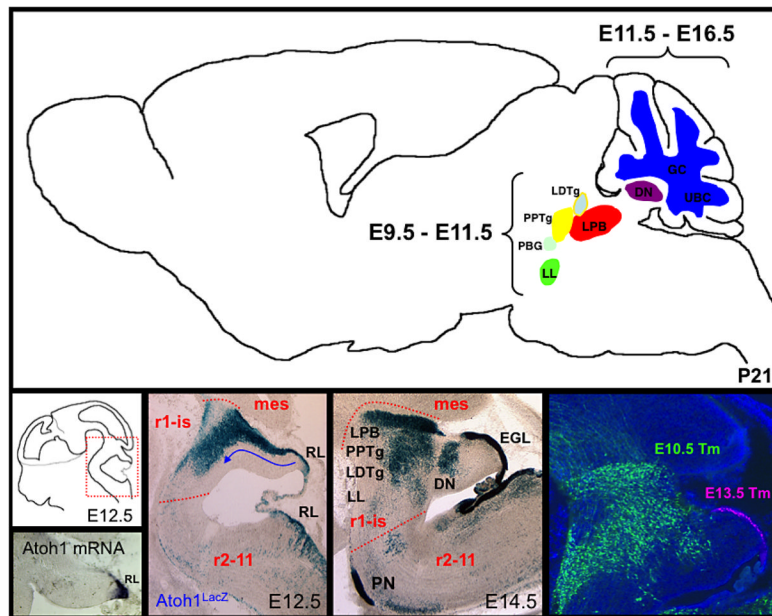 E11.5 - E16.5
GC
DN
UBC
LDTg
PPTg
LPB
E9.5 - E11.5
PBG
LL
P21
E12.5
Atoh1 mRNA
RL
mes
r1-is
RL
RL
r2-11
Atoh1LacZ
E12.5
mes
LPB
EGL
PPTg
LDTg
DN
LL
r1-is
r2-11
PN
E14.5
E10.5 Tm
E13.5 Tm